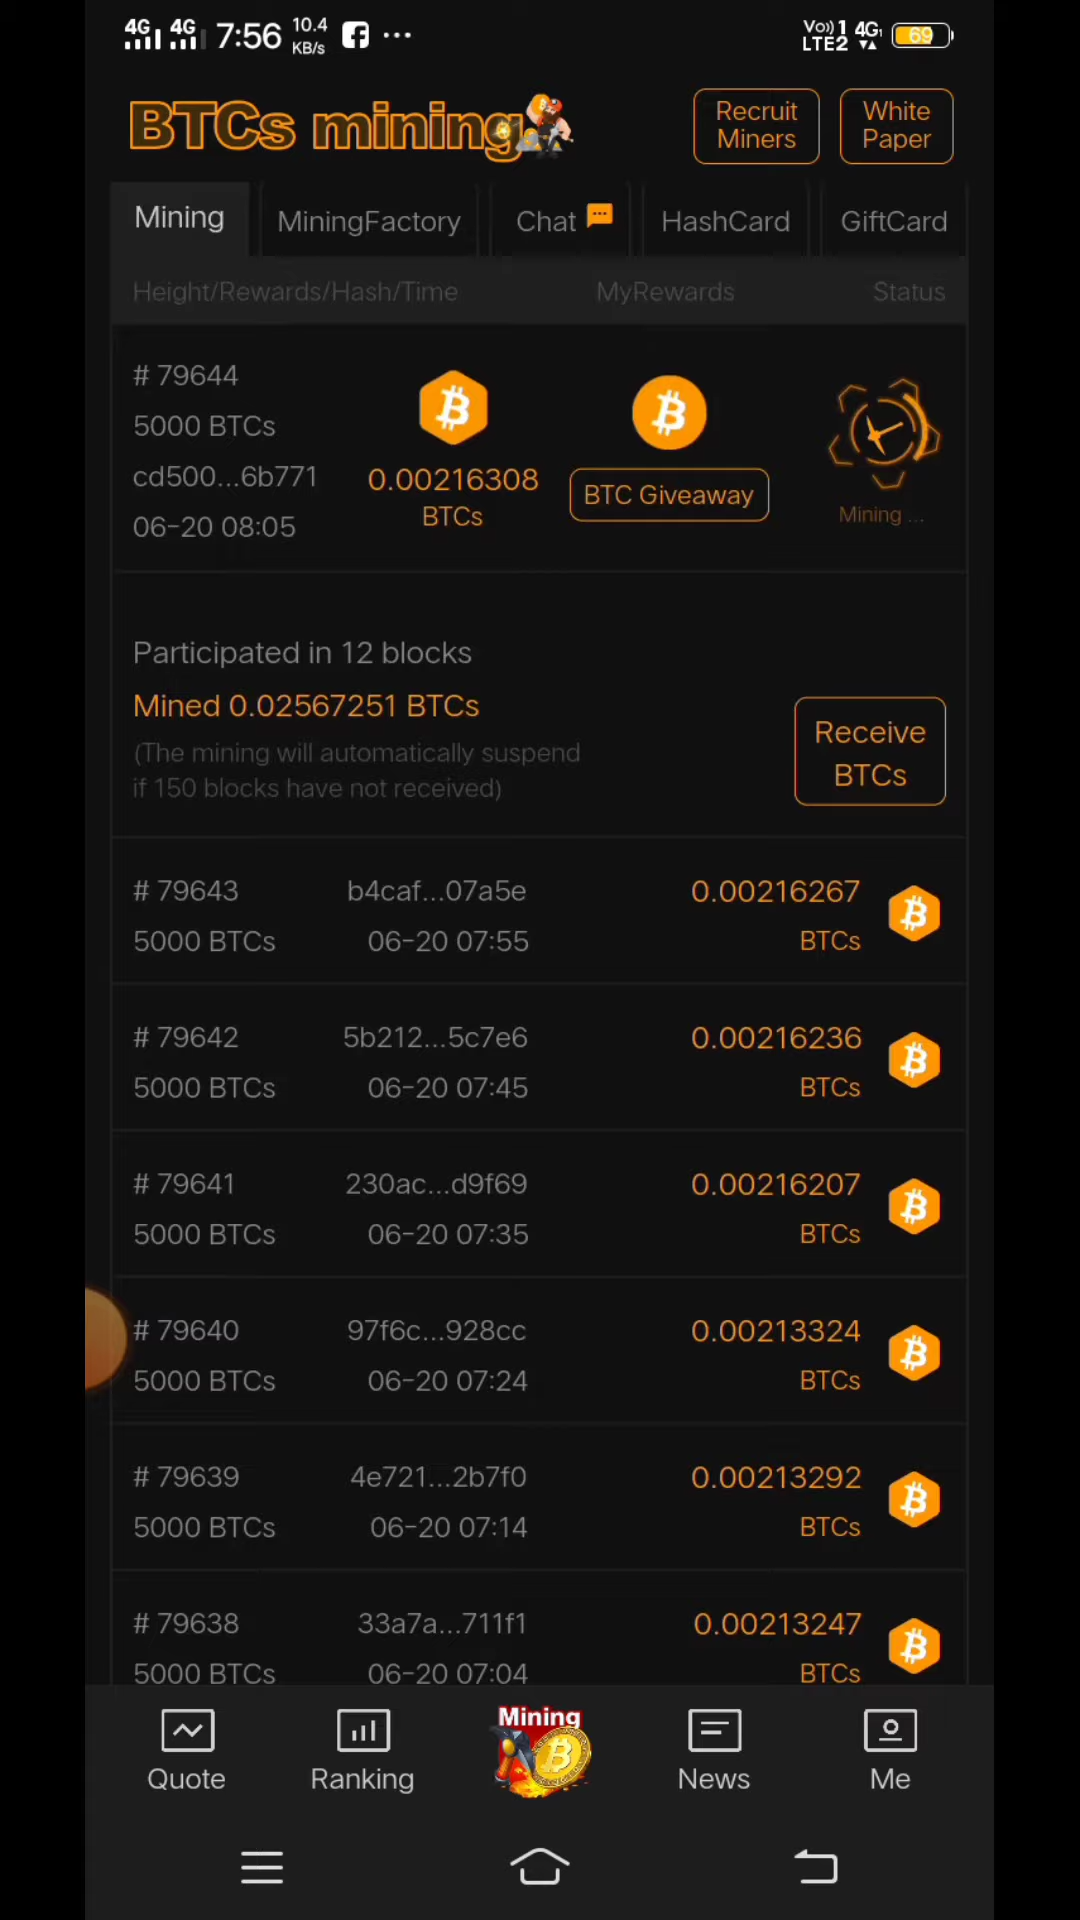 4G 4G 7:56 10.4 KB/s
Vo) 1 LTE2 4G 69
BTCs mining
Recruit Miners
White Paper
Mining MiningFactory Chat HashCard GiftCard
Height/Rewards/Hash/Time MyRewards Status
# 79644
5000 BTCs
cd500...6b771
06-20 08:05
0.00216308
BTCs
BTC Giveaway
Mining ...
Participated in 12 blocks
Mined 0.02567251 BTCs
(The mining will automatically suspend
if 150 blocks have not received)
Receive
BTCs
# 79643 b4caf...07a5e 0.00216267
5000 BTCs 06-20 07:55 BTCs
# 79642 5b212...5c7e6 0.00216236
5000 BTCs 06-20 07:45 BTCs
# 79641 230ac...d9f69 0.00216207
5000 BTCs 06-20 07:35 BTCs
# 79640 97f6c...928cc 0.00213324
5000 BTCs 06-20 07:24 BTCs
# 79639 4e721...2b7f0 0.00213292
5000 BTCs 06-20 07:14 BTCs
# 79638 33a7a...711f1 0.00213247
5000 BTCs 06-20 07:04 BTCs
Mining
Quote Ranking News Me